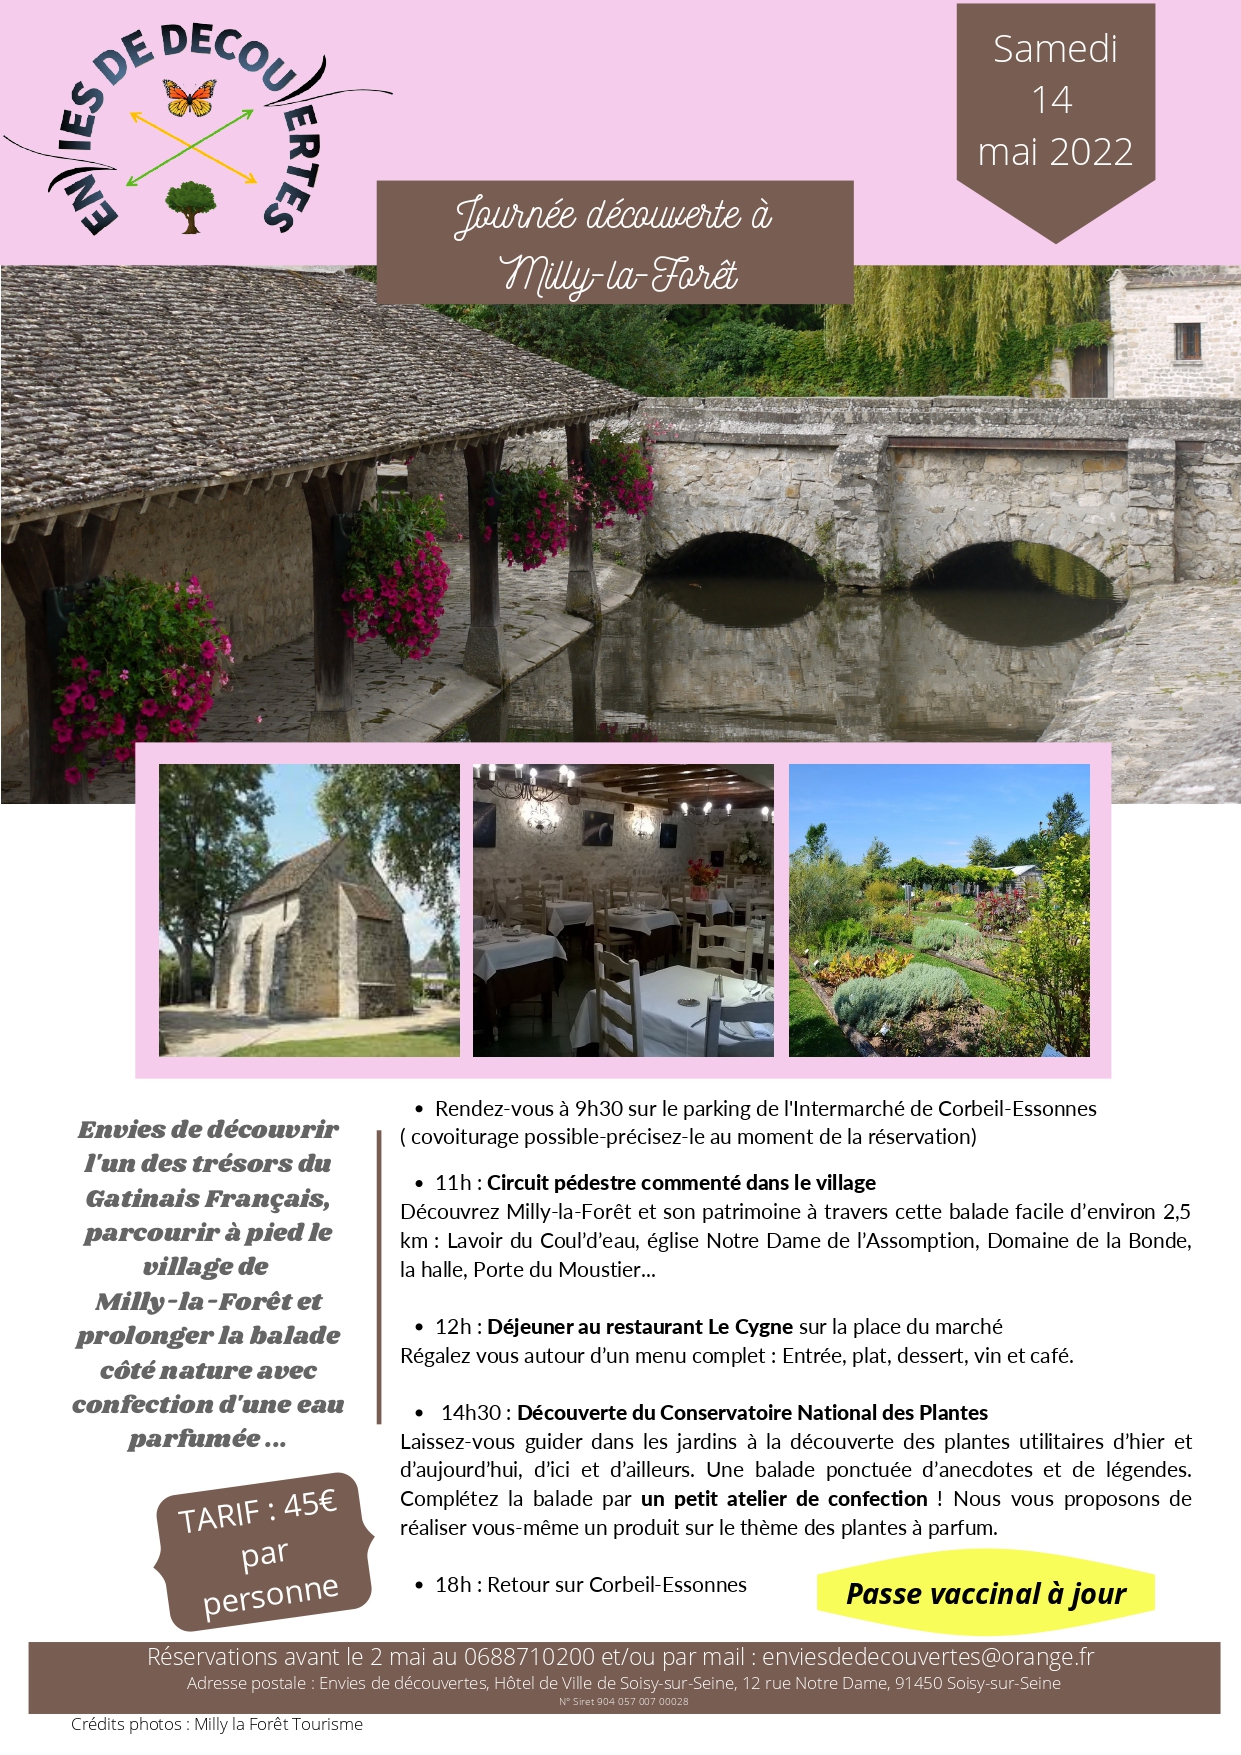 ENVIES DE DECOUVERTES
Samedi
14
mai 2022
Journée découverte à
Milly-la-Forêt
Envies de découvrir
l'un des trésors du
Gatinais Français,
parcourir à pied le
village de
Milly-la-Forêt et
prolonger la balade
côté nature avec
confection d'une eau
parfumée ...
TARIF : 45€
par
personne
• Rendez-vous à 9h30 sur le parking de l'Intermarché de Corbeil-Essonnes
( covoiturage possible-précisez-le au moment de la réservation)
• 11h : Circuit pédestre commenté dans le village
Découvrez Milly-la-Forêt et son patrimoine à travers cette balade facile d’environ 2,5
km : Lavoir du Coul’d’eau, église Notre Dame de l’Assomption, Domaine de la Bonde,
la halle, Porte du Moustier...
• 12h : Déjeuner au restaurant Le Cygne sur la place du marché
Régalez vous autour d’un menu complet : Entrée, plat, dessert, vin et café.
• 14h30 : Découverte du Conservatoire National des Plantes
Laissez-vous guider dans les jardins à la découverte des plantes utilitaires d’hier et
d’aujourd’hui, d’ici et d’ailleurs. Une balade ponctuée d’anecdotes et de légendes.
Complétez la balade par un petit atelier de confection ! Nous vous proposons de
réaliser vous-même un produit sur le thème des plantes à parfum.
• 18h : Retour sur Corbeil-Essonnes
Passe vaccinal à jour
Réservations avant le 2 mai au 0688710200 et/ou par mail : enviesdedecouvertes@orange.fr
Adresse postale : Envies de découvertes, Hôtel de Ville de Soisy-sur-Seine, 12 rue Notre Dame, 91450 Soisy-sur-Seine
N° Siret 904 057 007 00028
Crédits photos : Milly la Forêt Tourisme